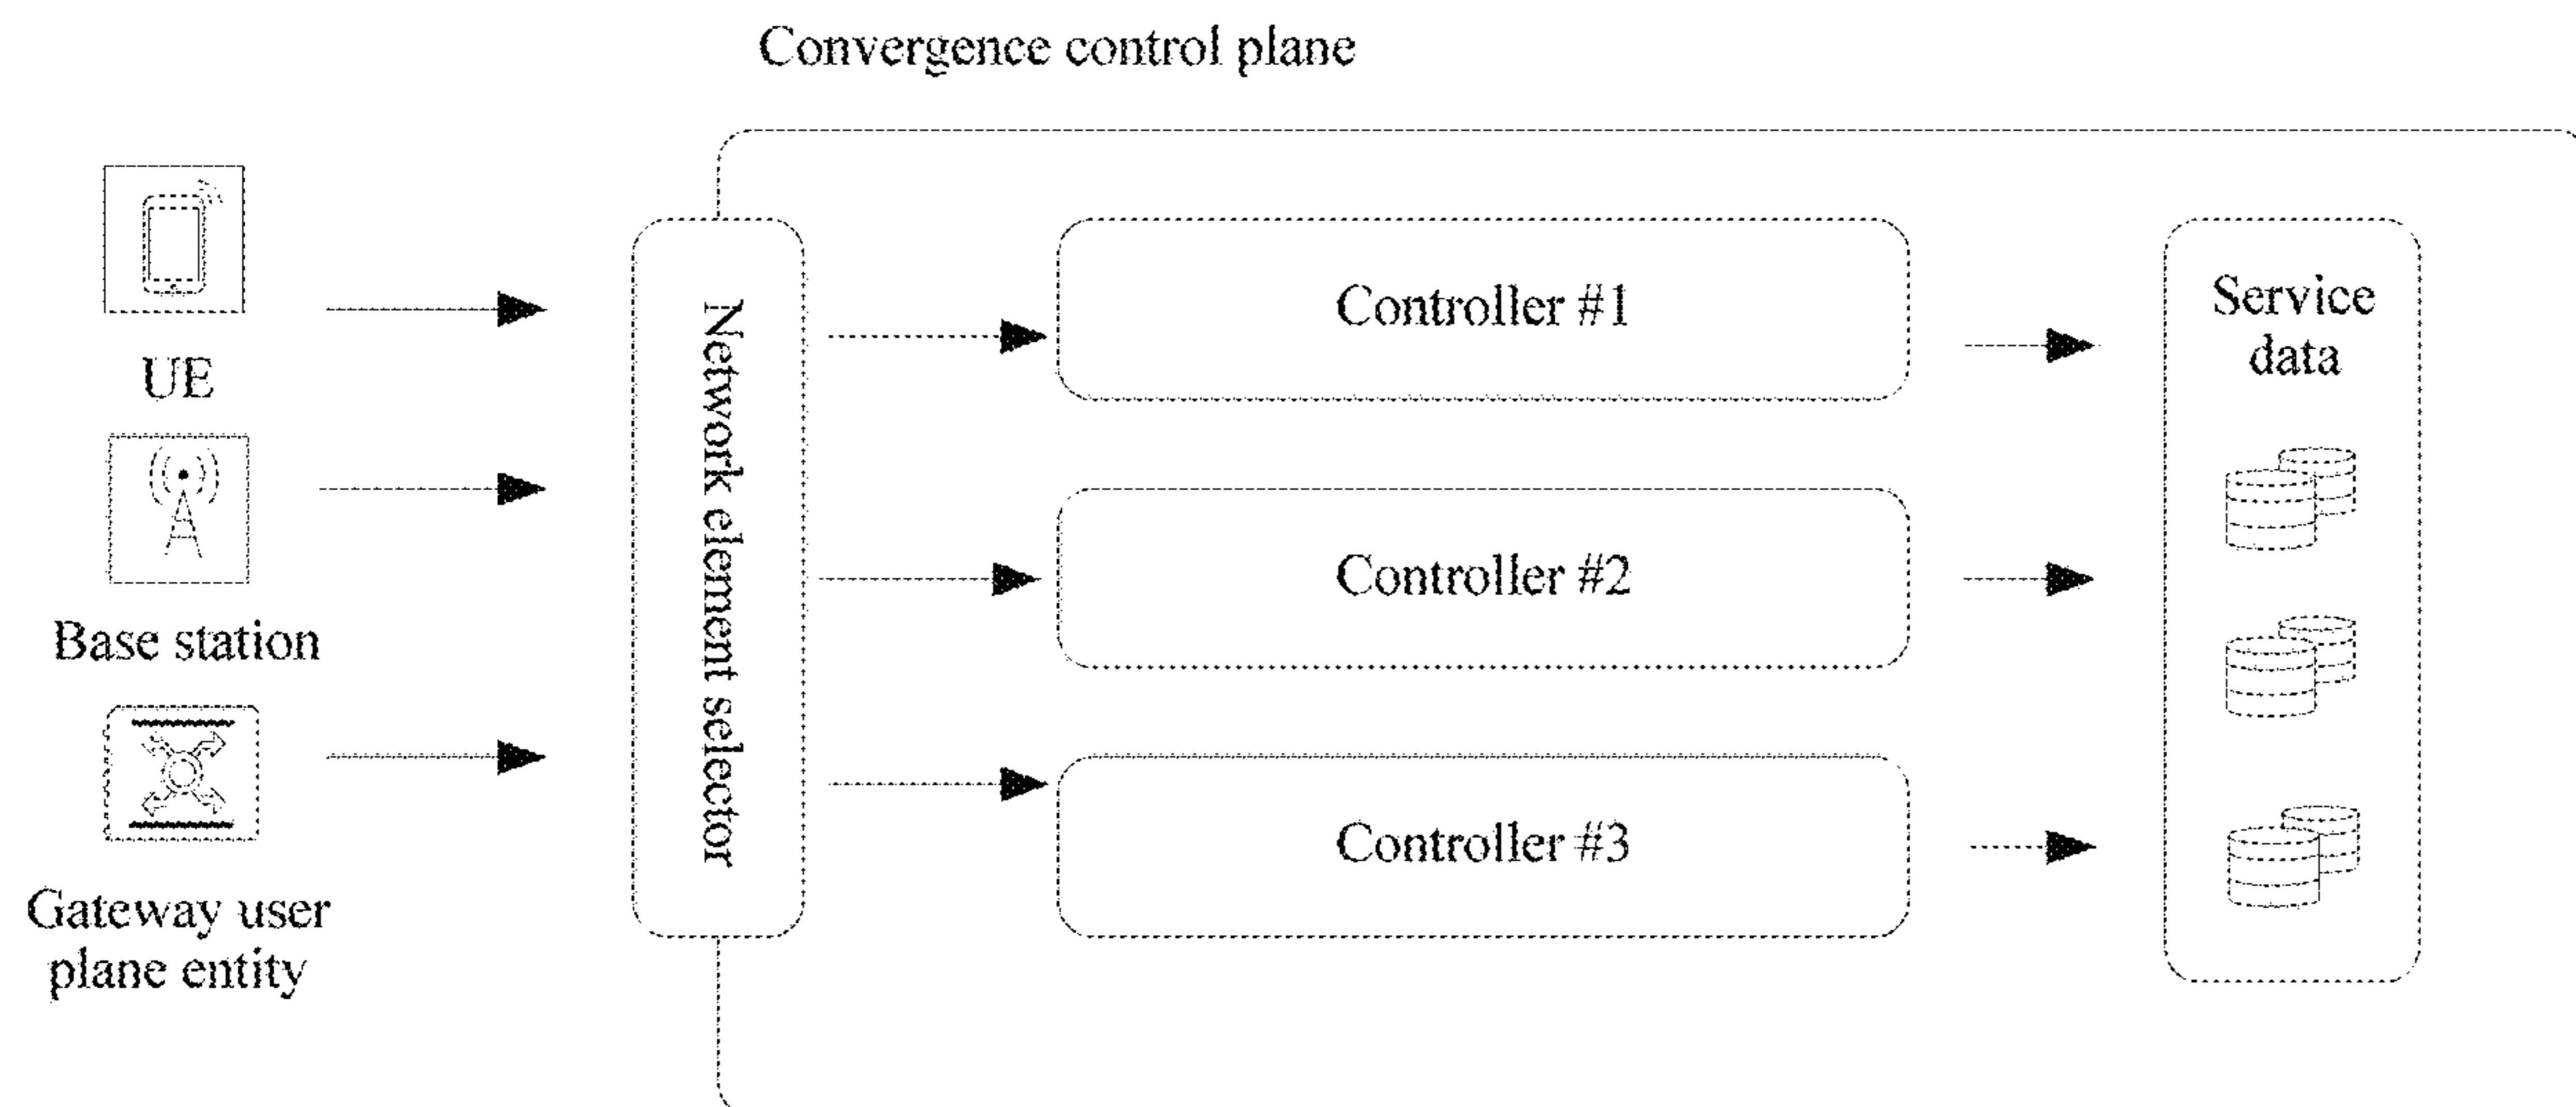 Convergence control plane
UE
Base station
Gateway user
plane entity
Network element selector
Controller #1
Controller #2
Controller #3
Service
data